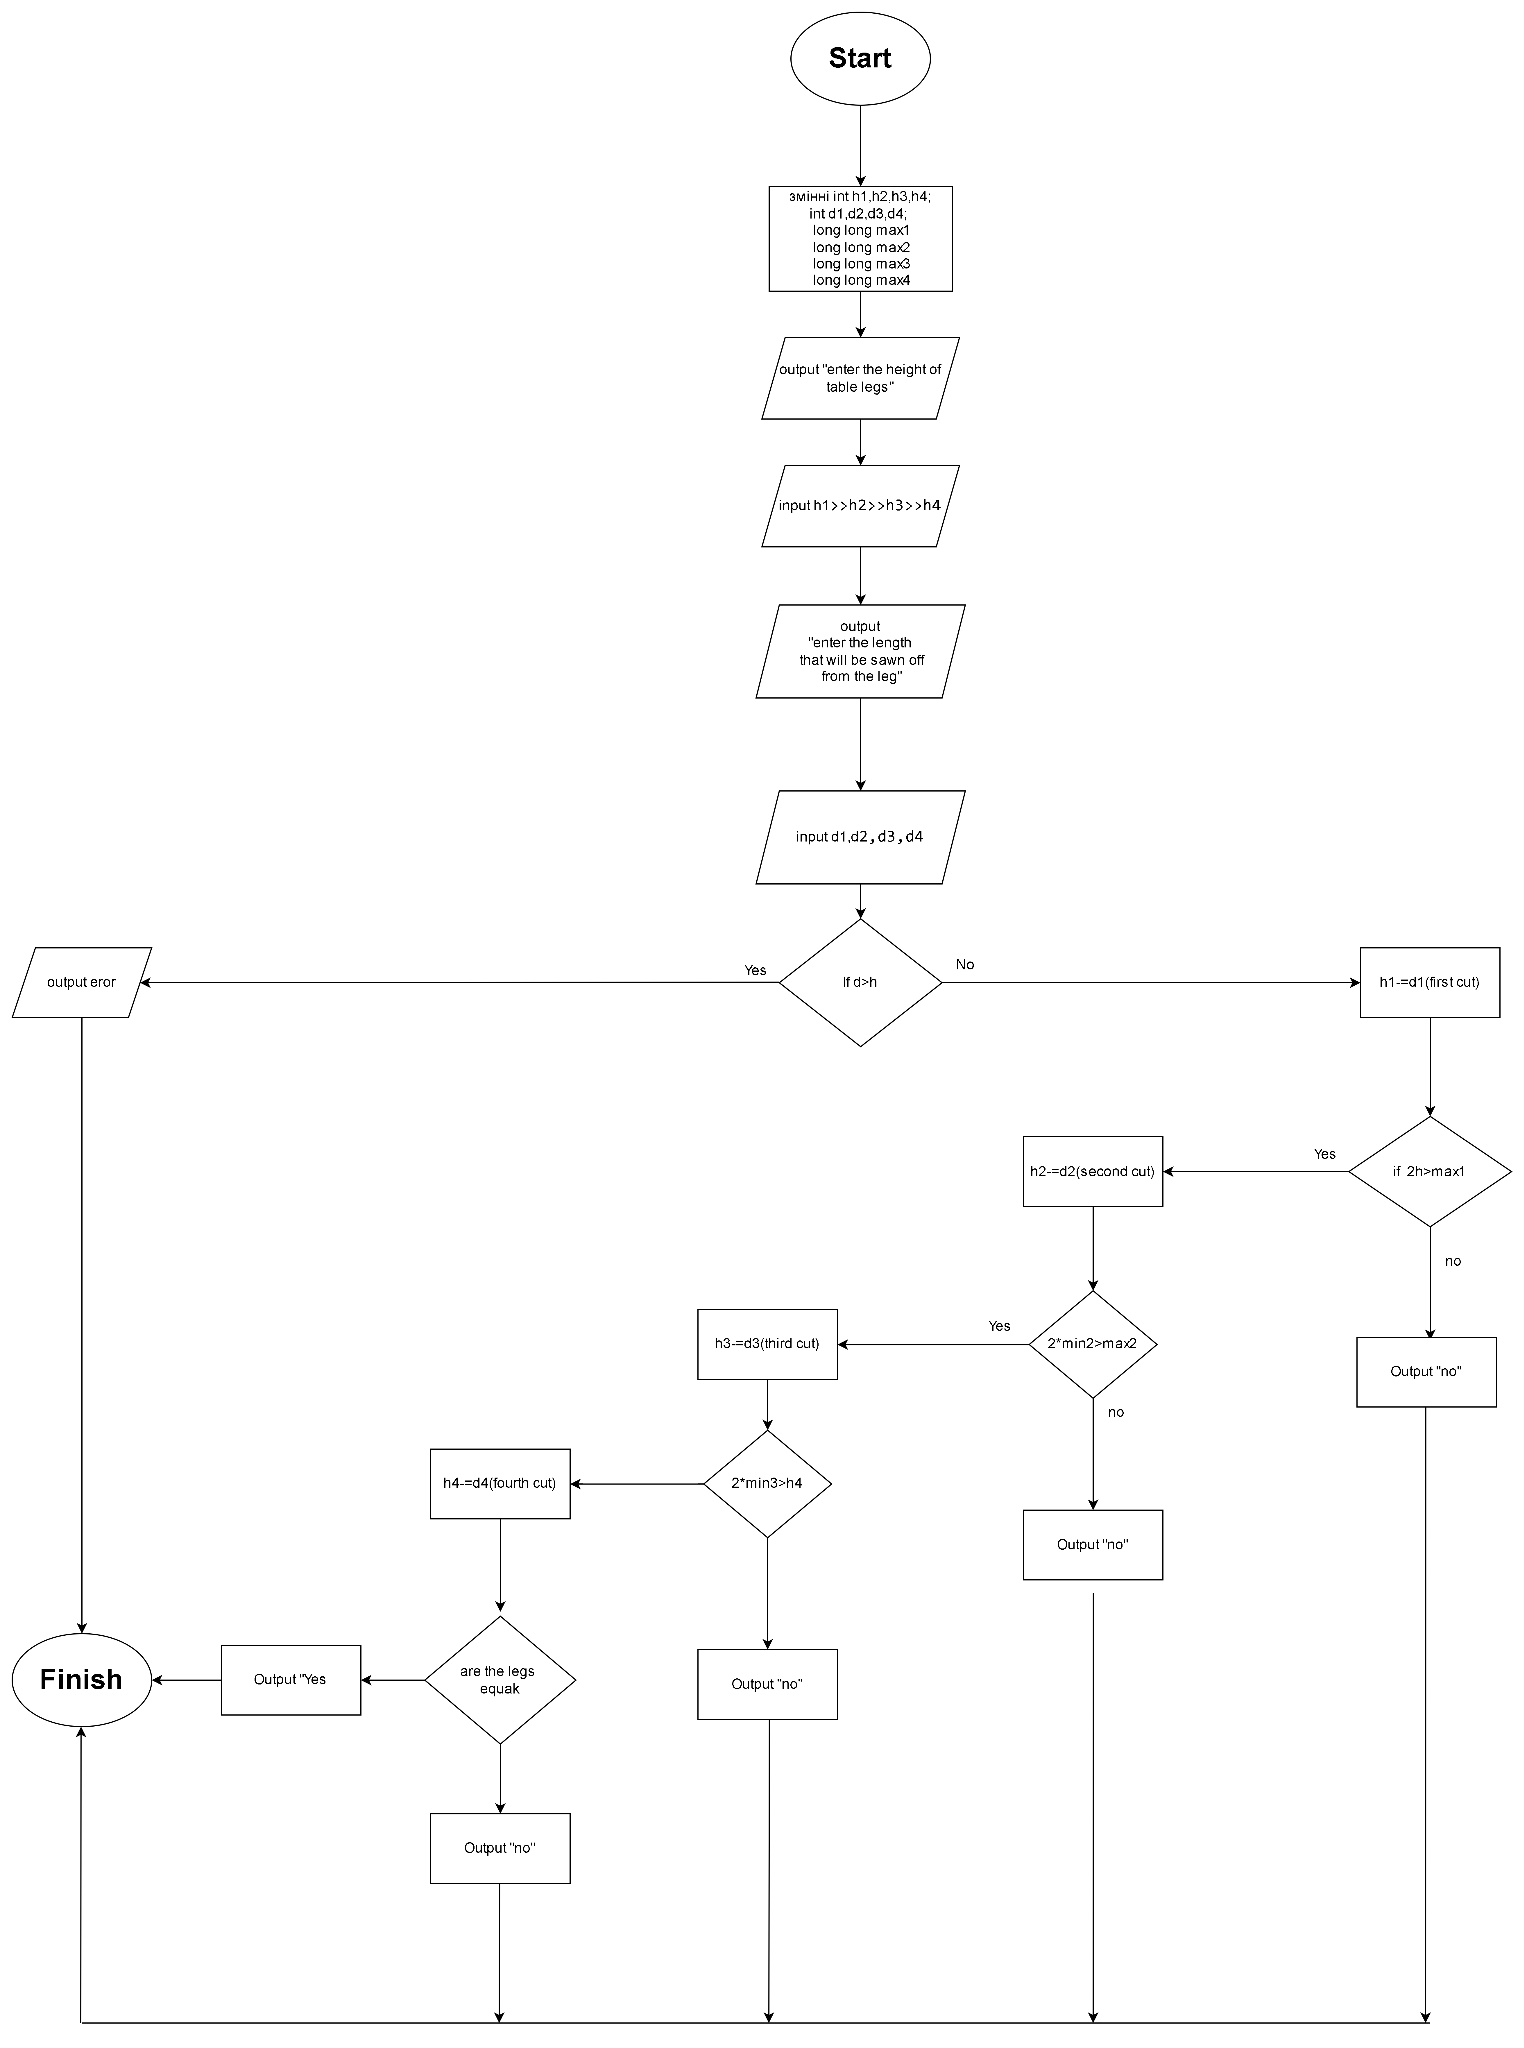 Start
змінні int h1,h2,h3,h4;
int d1,d2,d3,d4;
long long max1
long long max2
long long max3
long long max4
output "enter the height of
table legs"
input h1>>h2>>h3>>h4
output
"enter the length
that will be sawn off
from the leg"
input d1,d2,d3,d4
If d>h
Yes
No
output eror
h1-=d1(first cut)
if 2h>max1
Yes
no
h2-=d2(second cut)
Output "no"
2*min2>max2
Yes
no
h3-=d3(third cut)
Output "no"
2*min3>h4
h4-=d4(fourth cut)
Output "no"
are the legs
equak
Output "Yes
Finish
Output "no"